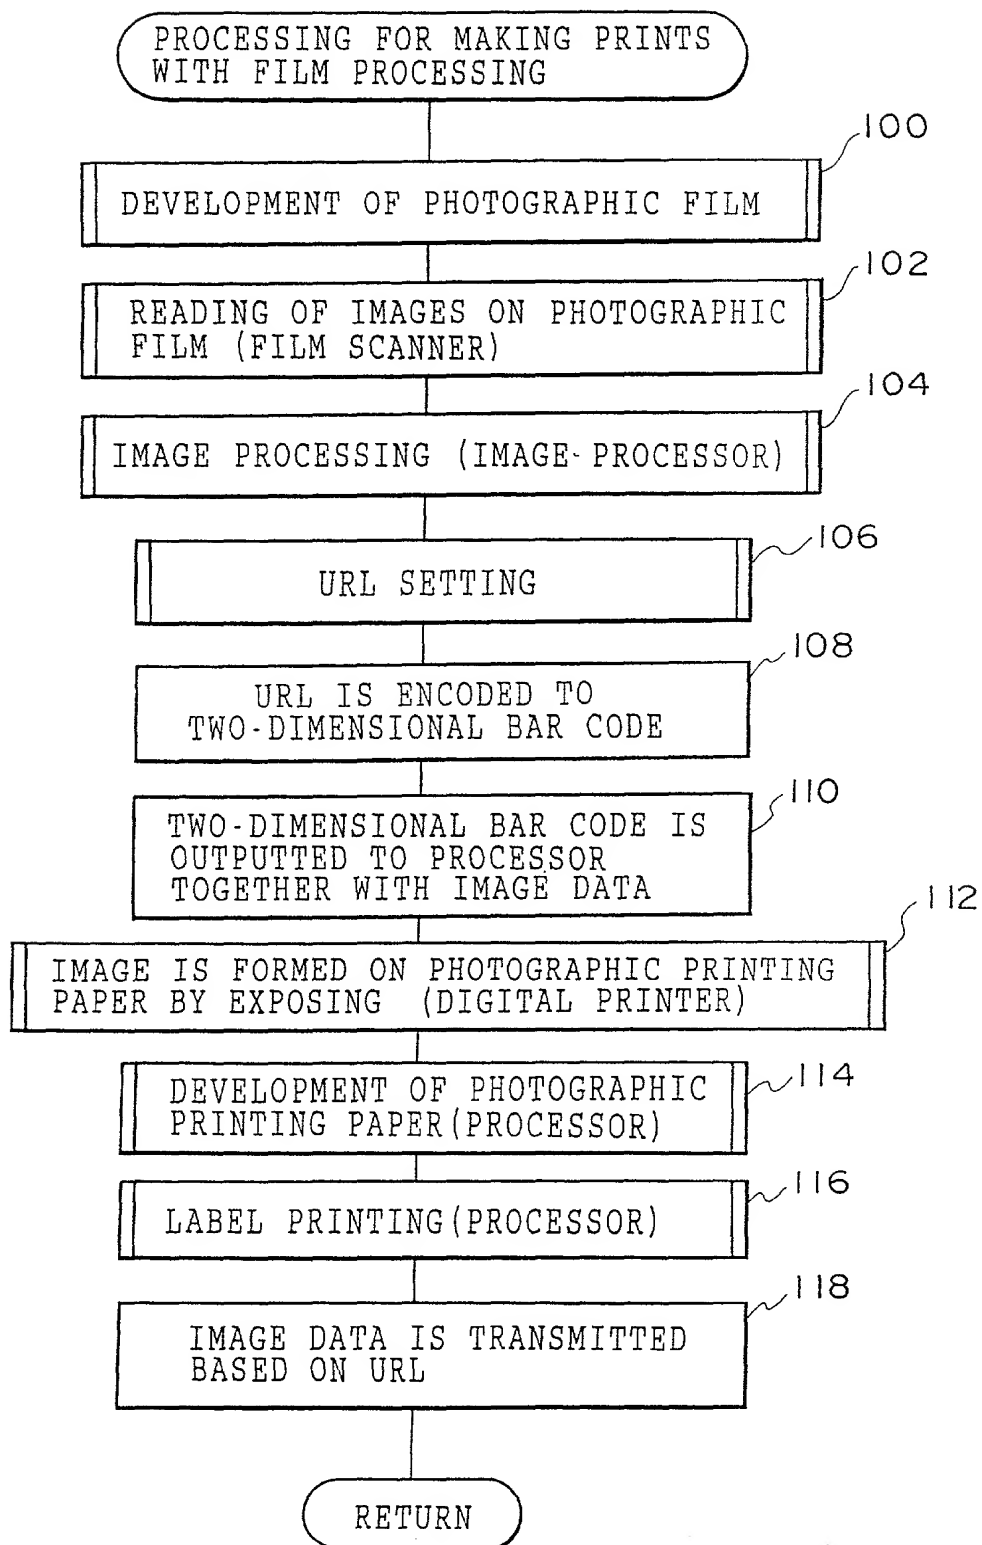 PROCESSING FOR MAKING PRINTS
WITH FILM PROCESSING
100
DEVELOPMENT OF PHOTOGRAPHIC FILM
102
READING OF IMAGES ON PHOTOGRAPHIC
FILM (FILM SCANNER)
104
IMAGE PROCESSING (IMAGE-PROCESSOR)
106
URL SETTING
108
URL IS ENCODED TO
TWO-DIMENSIONAL BAR CODE
110
TWO-DIMENSIONAL BAR CODE IS
OUTPUTTED TO PROCESSOR
TOGETHER WITH IMAGE DATA
112
IMAGE IS FORMED ON PHOTOGRAPHIC PRINTING
PAPER BY EXPOSING (DIGITAL PRINTER)
114
DEVELOPMENT OF PHOTOGRAPHIC
PRINTING PAPER(PROCESSOR)
116
LABEL PRINTING(PROCESSOR)
118
IMAGE DATA IS TRANSMITTED
BASED ON URL
RETURN